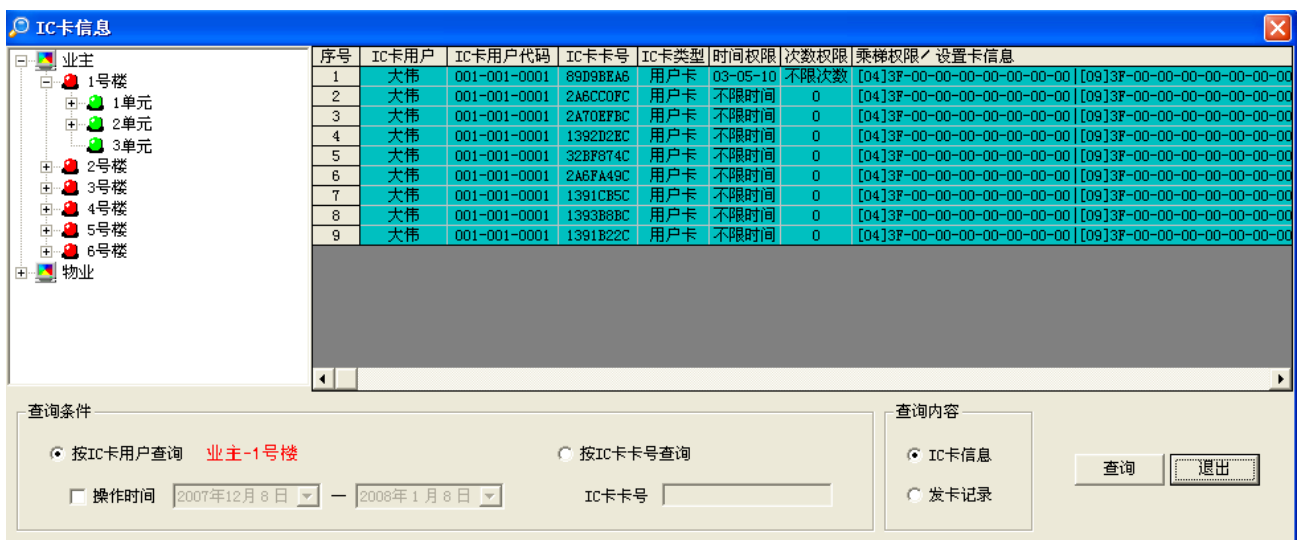 IC卡信息
业主
1号楼
1单元
2单元
3单元
2号楼
3号楼
4号楼
5号楼
6号楼
物业
序号 IC卡用户 IC卡用户代码 IC卡卡号 IC卡类型 时间权限 次数权限 乘梯权限/设置卡信息
1 大伟 001-001-0001 89D9BEA6 用户卡 03-05-10 不限次数 [04]3F-00-00-00-00-00-00|[09]3F-00-00-00-00-00-00
2 大伟 001-001-0001 2A6CC0FC 用户卡 不限时间 0 [04]3F-00-00-00-00-00-00|[09]3F-00-00-00-00-00-00
3 大伟 001-001-0001 2A70EFBC 用户卡 不限时间 0 [04]3F-00-00-00-00-00-00|[09]3F-00-00-00-00-00-00
4 大伟 001-001-0001 1392D2EC 用户卡 不限时间 0 [04]3F-00-00-00-00-00-00|[09]3F-00-00-00-00-00-00
5 大伟 001-001-0001 32BF874C 用户卡 不限时间 0 [04]3F-00-00-00-00-00-00|[09]3F-00-00-00-00-00-00
6 大伟 001-001-0001 2A6FA49C 用户卡 不限时间 0 [04]3F-00-00-00-00-00-00|[09]3F-00-00-00-00-00-00
7 大伟 001-001-0001 1391CB5C 用户卡 不限时间 0 [04]3F-00-00-00-00-00-00|[09]3F-00-00-00-00-00-00
8 大伟 001-001-0001 1393B8BC 用户卡 不限时间 0 [04]3F-00-00-00-00-00-00|[09]3F-00-00-00-00-00-00
9 大伟 001-001-0001 1391B22C 用户卡 不限时间 0 [04]3F-00-00-00-00-00-00|[09]3F-00-00-00-00-00-00
查询条件
按IC卡用户查询 业主-1号楼 按IC卡卡号查询
操作时间 2007年12月 8日 — 2008年 1月 8日 IC卡卡号
查询内容
IC卡信息
发卡记录
查询 退出